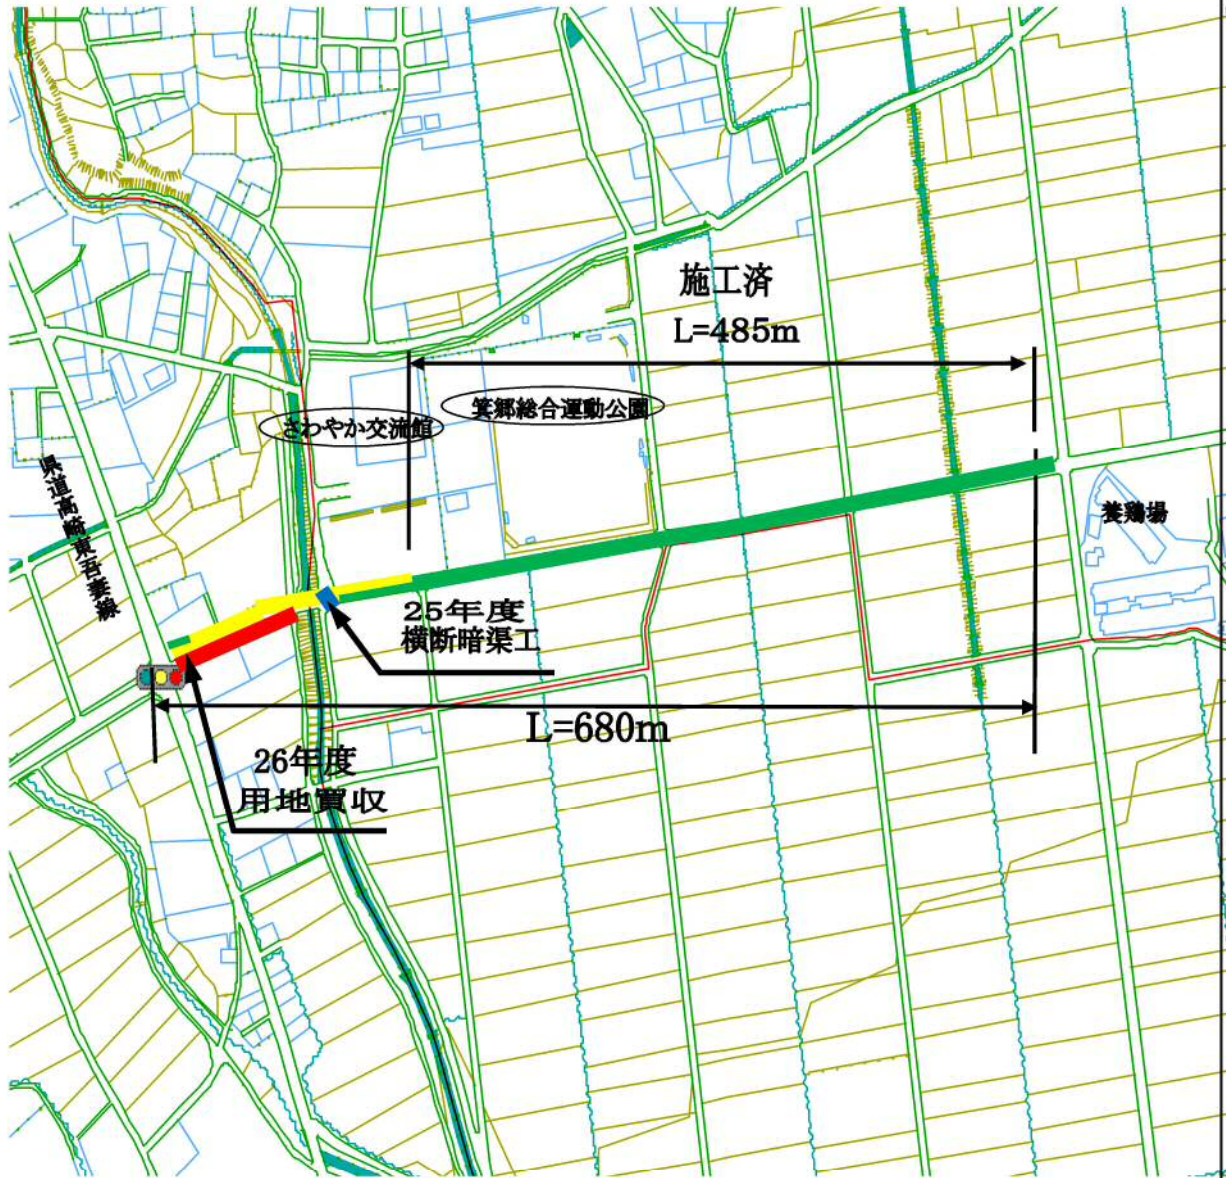 施工済
L=485m
箕郷総合運動公園
さわやか交流館
県道高崎東吾妻線
養鶏場
25年度
横断暗渠工
L=680m
26年度
用地買収